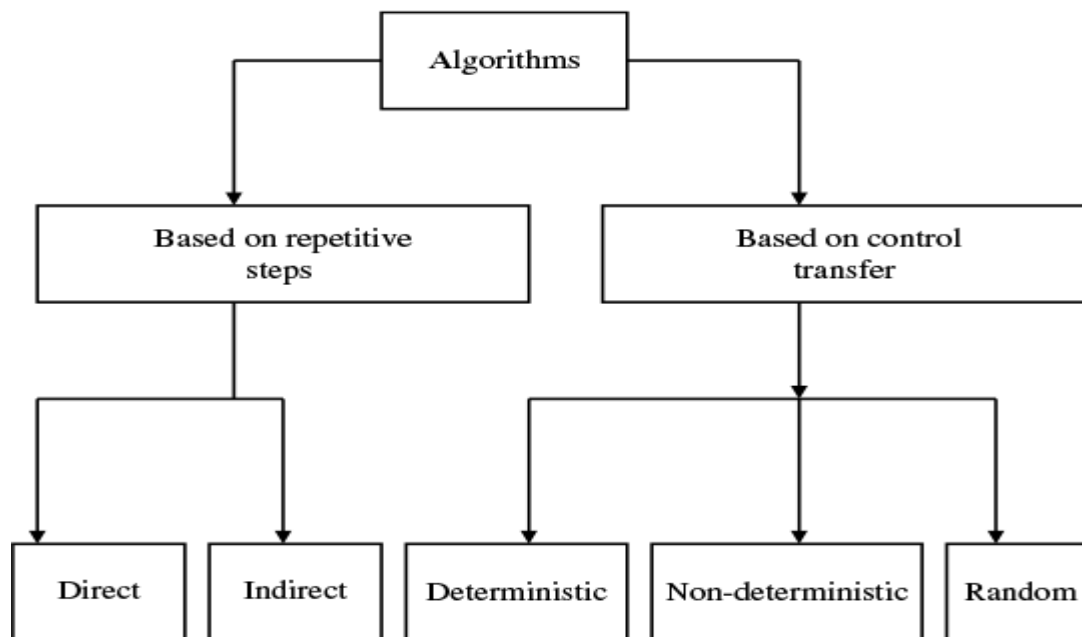 Algorithms
Based on repetitive
steps
Based on control
transfer
Direct
Indirect
Deterministic
Non-deterministic
Random